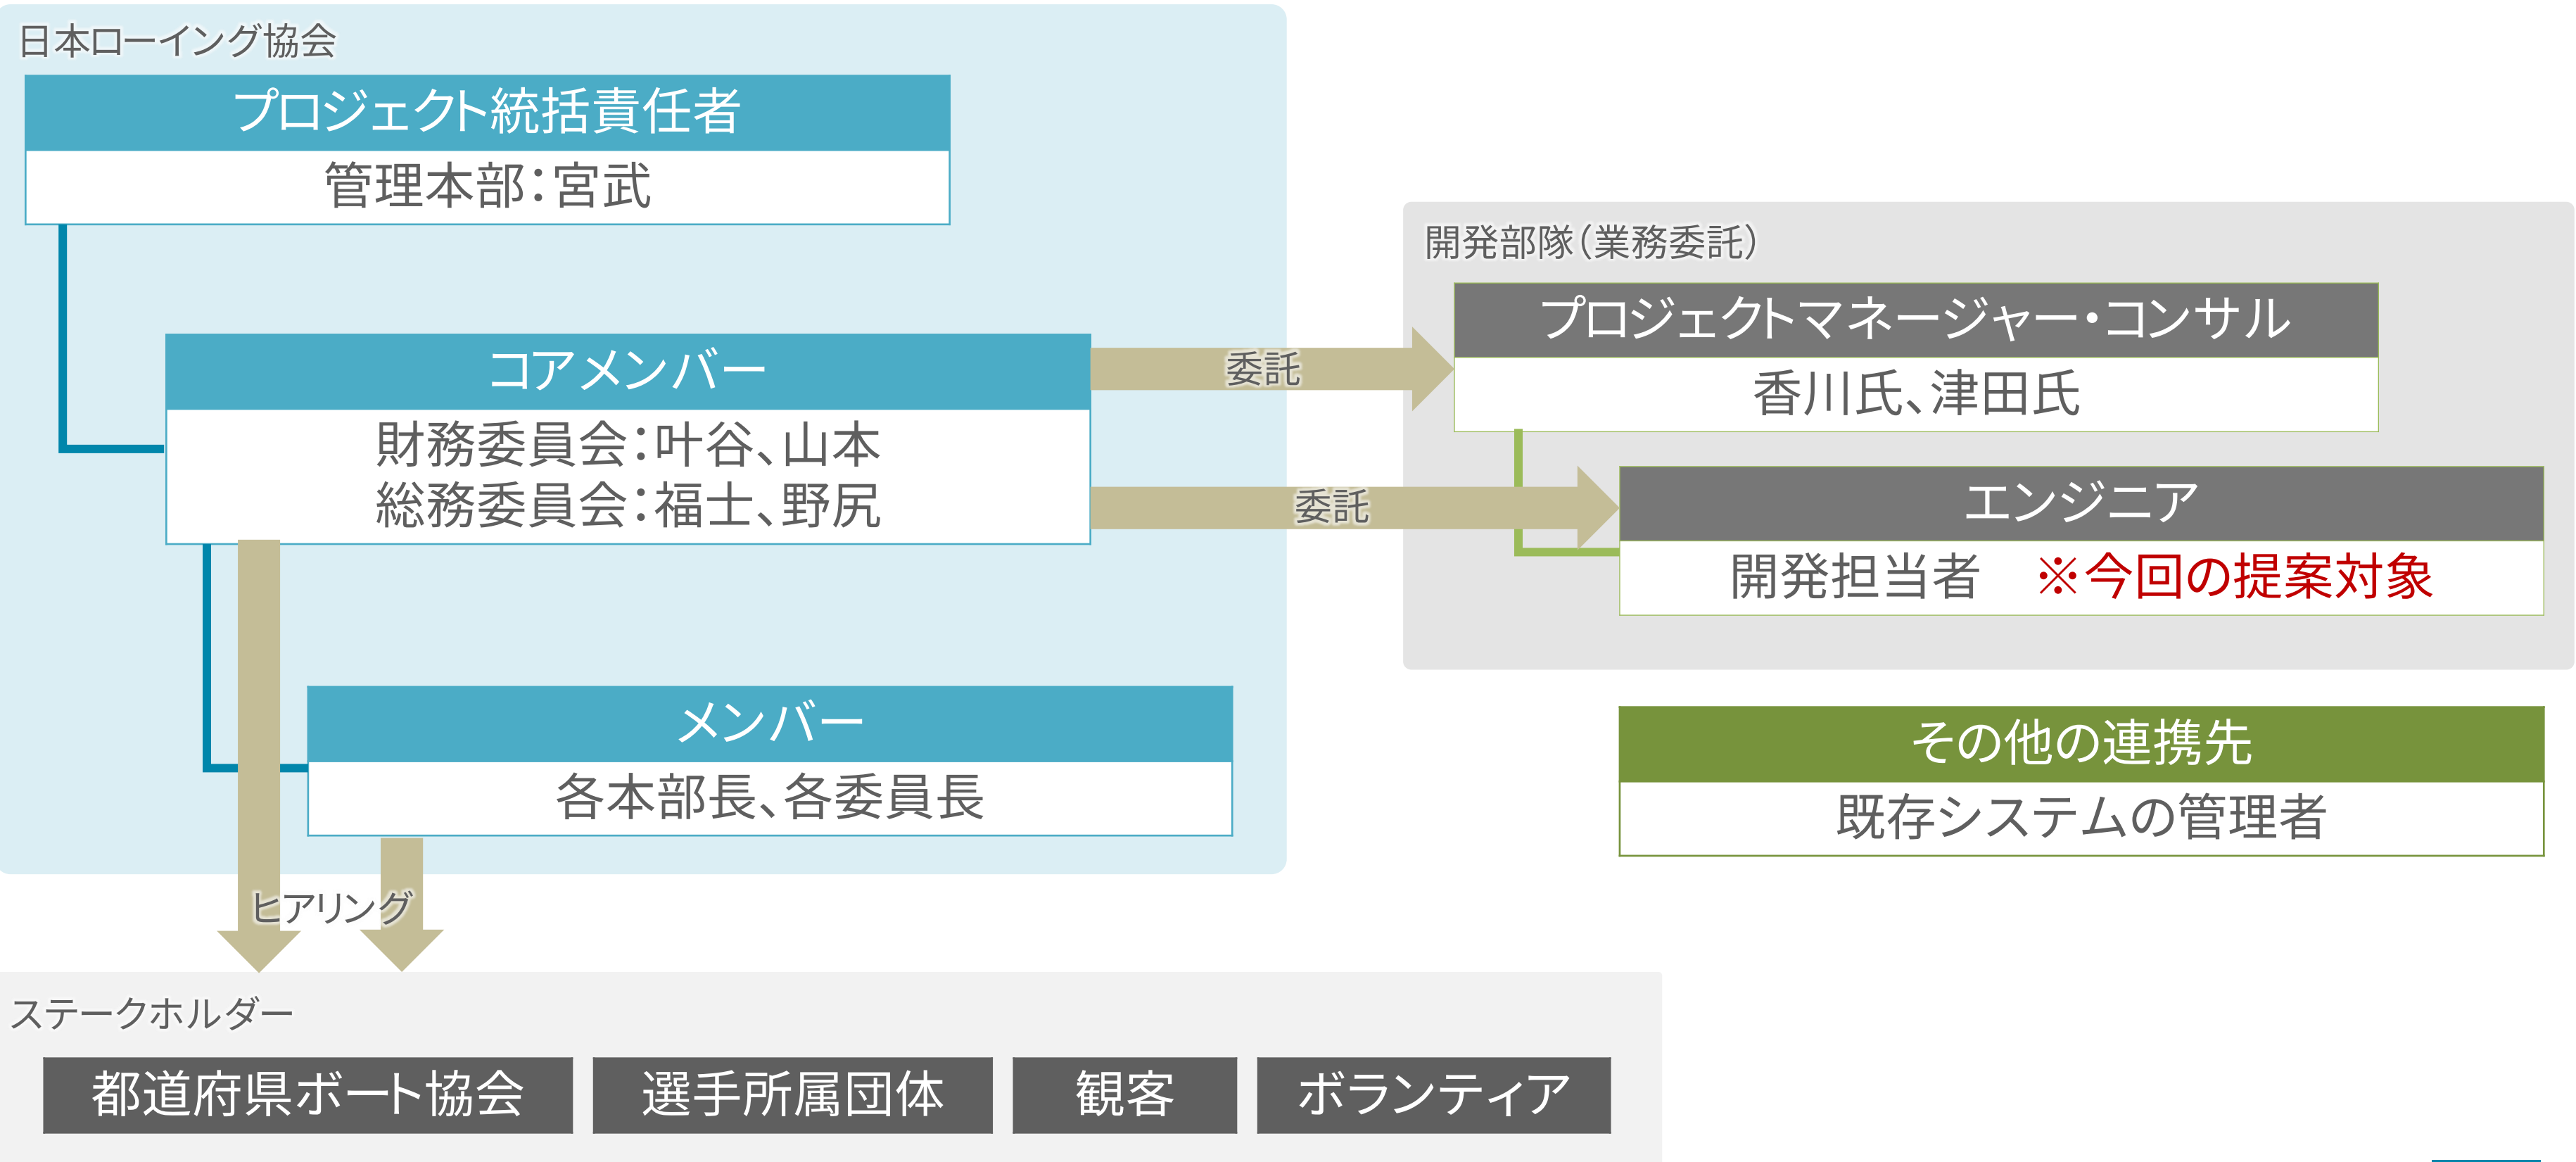 日本ローイング協会
プロジェクト統括責任者
管理本部：宮武
コアメンバー
財務委員会：叶谷、山本
総務委員会：福士、野尻
メンバー
各本部長、各委員長
委託
委託
開発部隊（業務委託）
プロジェクトマネージャー・コンサル
香川氏、津田氏
エンジニア
開発担当者　※今回の提案対象
その他の連携先
既存システムの管理者
ヒアリング
ステークホルダー
都道府県ボート協会
選手所属団体
観客
ボランティア